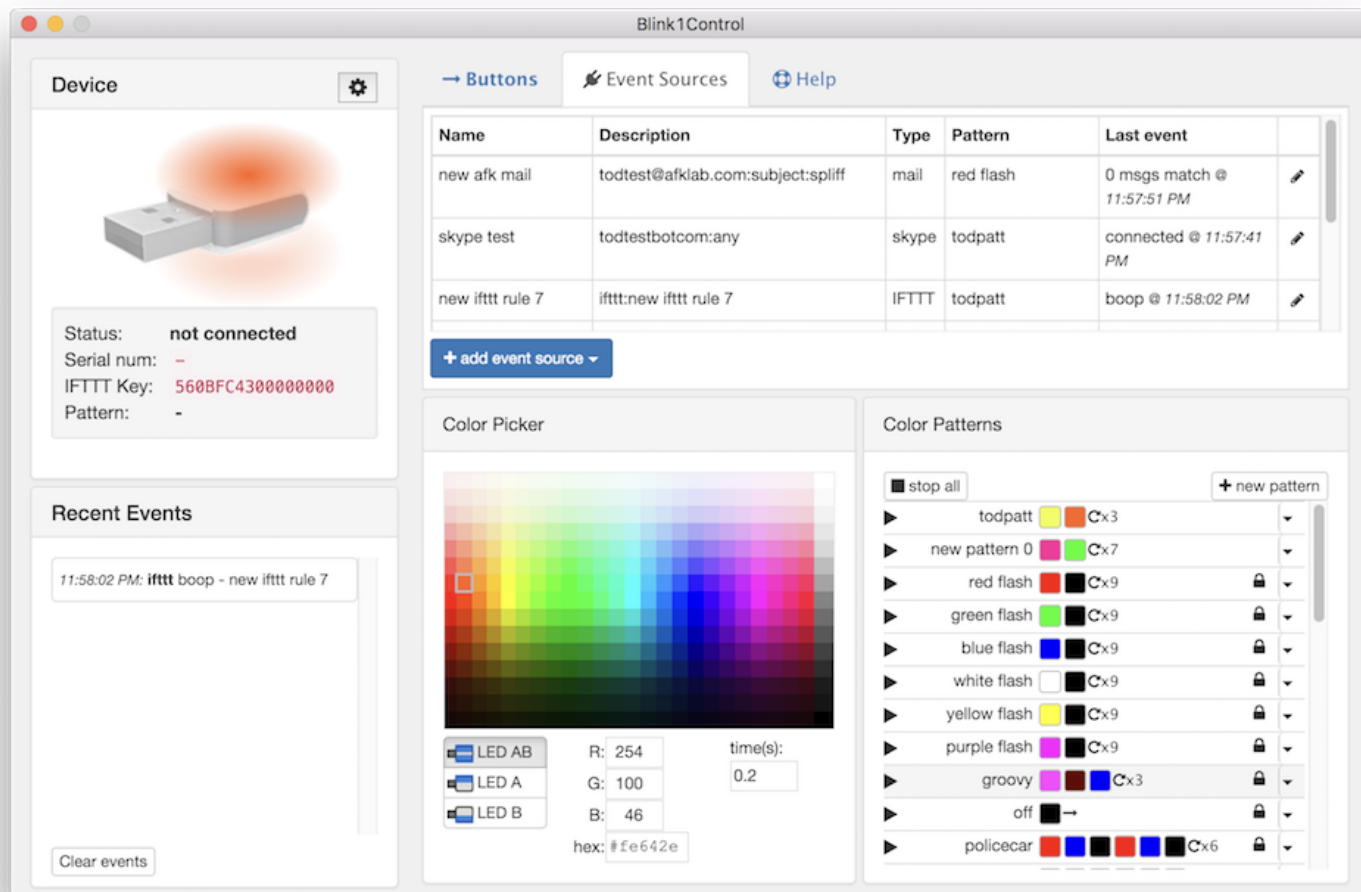 Blink1Control
Device
Status: not connected
Serial num: –
IFTTT Key: 560BFC4300000000
Pattern: -
Recent Events
11:58:02 PM: ifttt boop - new ifttt rule 7
Clear events
→ Buttons
Event Sources
Help
Name Description Type Pattern Last event
new afk mail todtest@afklab.com:subject:spliff mail red flash 0 msgs match @
11:57:51 PM
skype test todtestbotcom:any skype todpatt connected @ 11:57:41
PM
new ifttt rule 7 ifttt:new ifttt rule 7 IFTTT todpatt boop @ 11:58:02 PM
+ add event source
Color Picker
LED AB
LED A
LED B
R: 254
G: 100
B: 46
hex: #fe642e
time(s):
0.2
Color Patterns
stop all
+ new pattern
todpatt x3
new pattern 0 x7
red flash x9
green flash x9
blue flash x9
white flash x9
yellow flash x9
purple flash x9
groovy x3
off →
policecar x6